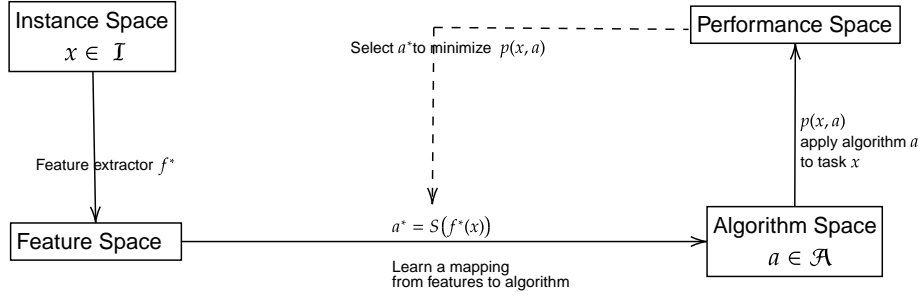 Instance Space
x ∈ 𝓘
Performance Space
Select a* to minimize p(x, a)
p(x, a)
apply algorithm a
to task x
Feature extractor f*
Feature Space
a* = S(f*(x))
Algorithm Space
a ∈ 𝓐
Learn a mapping
from features to algorithm